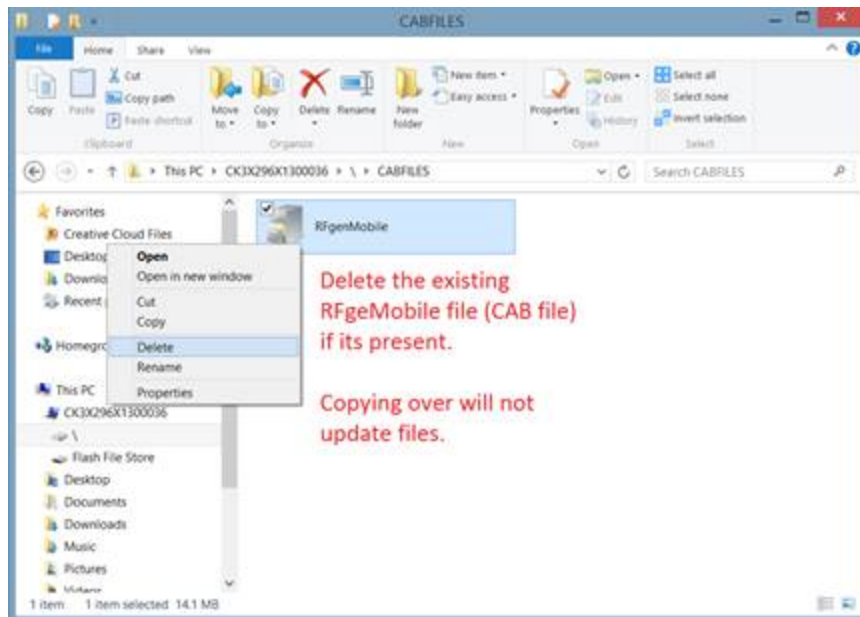 CABFILES
File Home Share View
Copy
Paste
Cut
Copy path
Paste shortcut
Move to
Copy to
Delete
Rename
New folder
New item
Easy access
Properties
Open
Edit
History
Select all
Select none
Invert selection
Clipboard Organize New Open Select
This PC CK3X296X1300036 \ CABFILES
Search CABFILES
Favorites
Creative Cloud Files
Desktop
Downlo
Recent
Homegro
This PC
CK3X296X1300036
\
Flash File Store
Desktop
Documents
Downloads
Music
Pictures
Videos
Open
Open in new window
Cut
Copy
Delete
Rename
Properties
RFgenMobile
Delete the existing
RFgeMobile file (CAB file)
if its present.
Copying over will not
update files.
1 item 1 item selected 14.1 MB